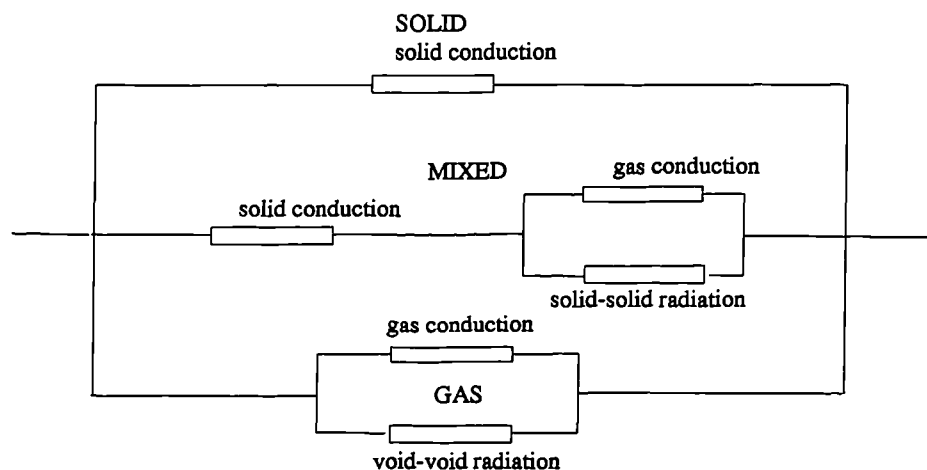 SOLID
solid conduction
MIXED
gas conduction
solid conduction
solid-solid radiation
gas conduction
GAS
void-void radiation